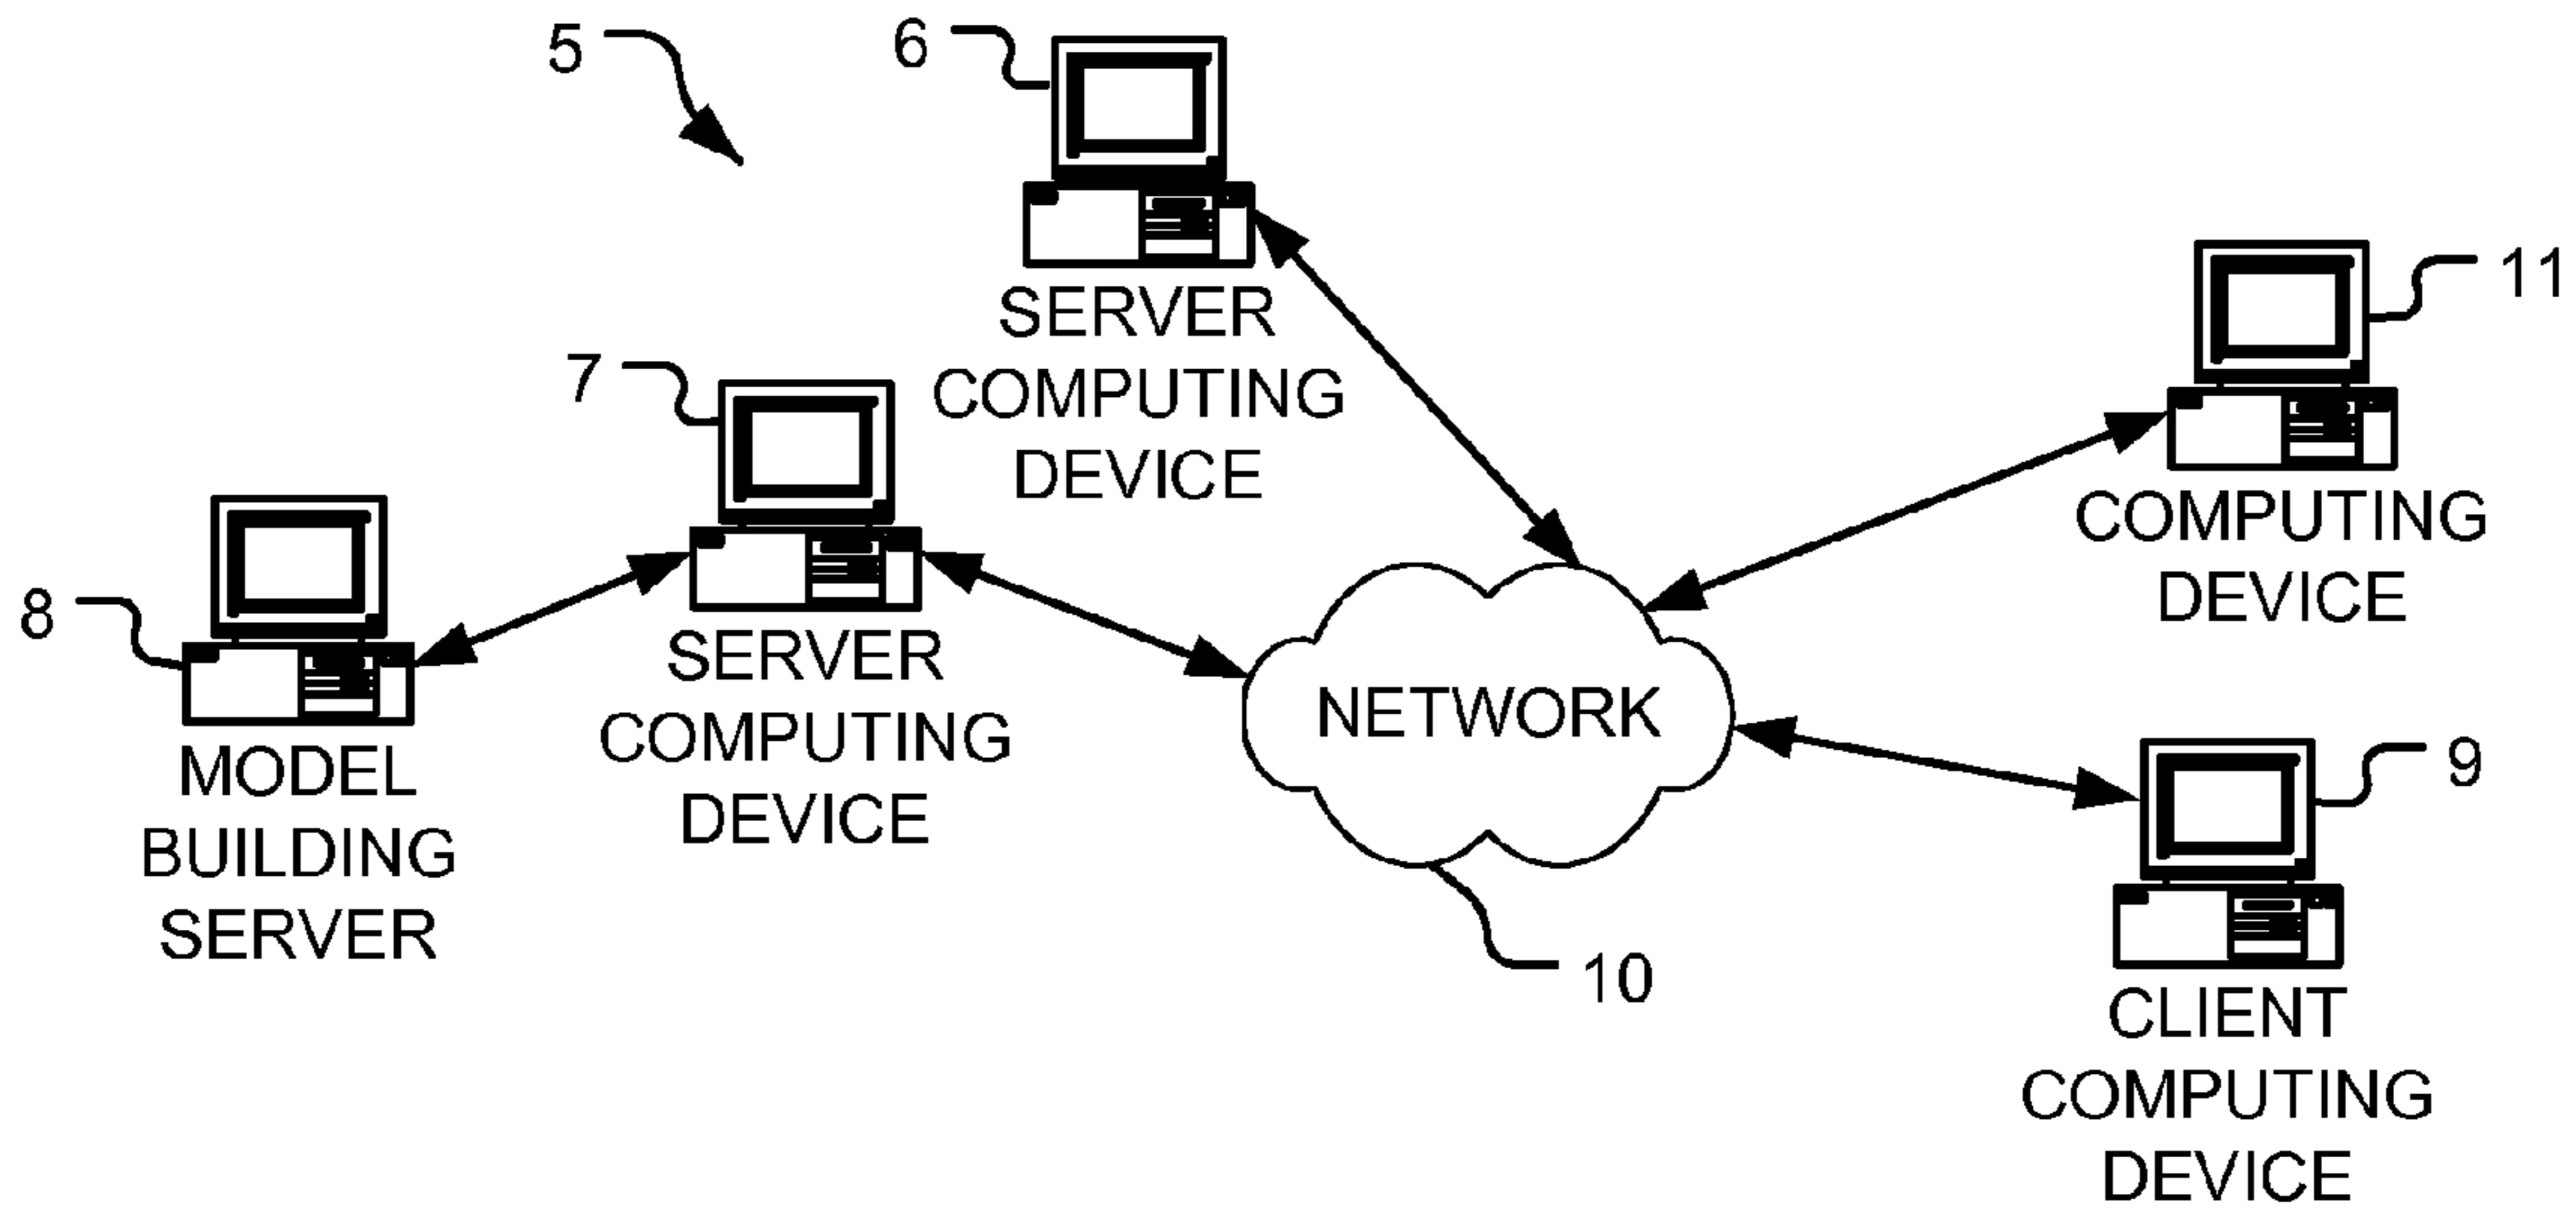 5
6
SERVER
COMPUTING
DEVICE
11
COMPUTING
DEVICE
7
SERVER
COMPUTING
DEVICE
8
MODEL
BUILDING
SERVER
NETWORK
10
9
CLIENT
COMPUTING
DEVICE